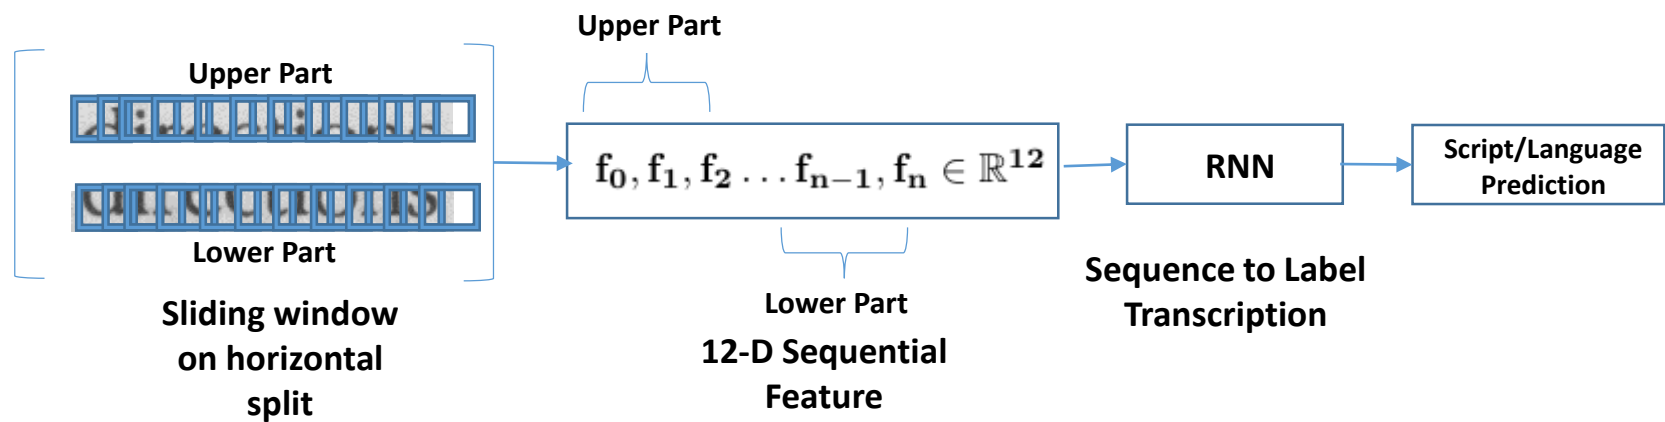 Upper Part
Lower Part
Sliding window
on horizontal
split
Upper Part
f₀, f₁, f₂ … fₙ₋₁, fₙ ∈ ℝ¹²
Lower Part
12-D Sequential
Feature
RNN
Sequence to Label
Transcription
Script/Language
Prediction